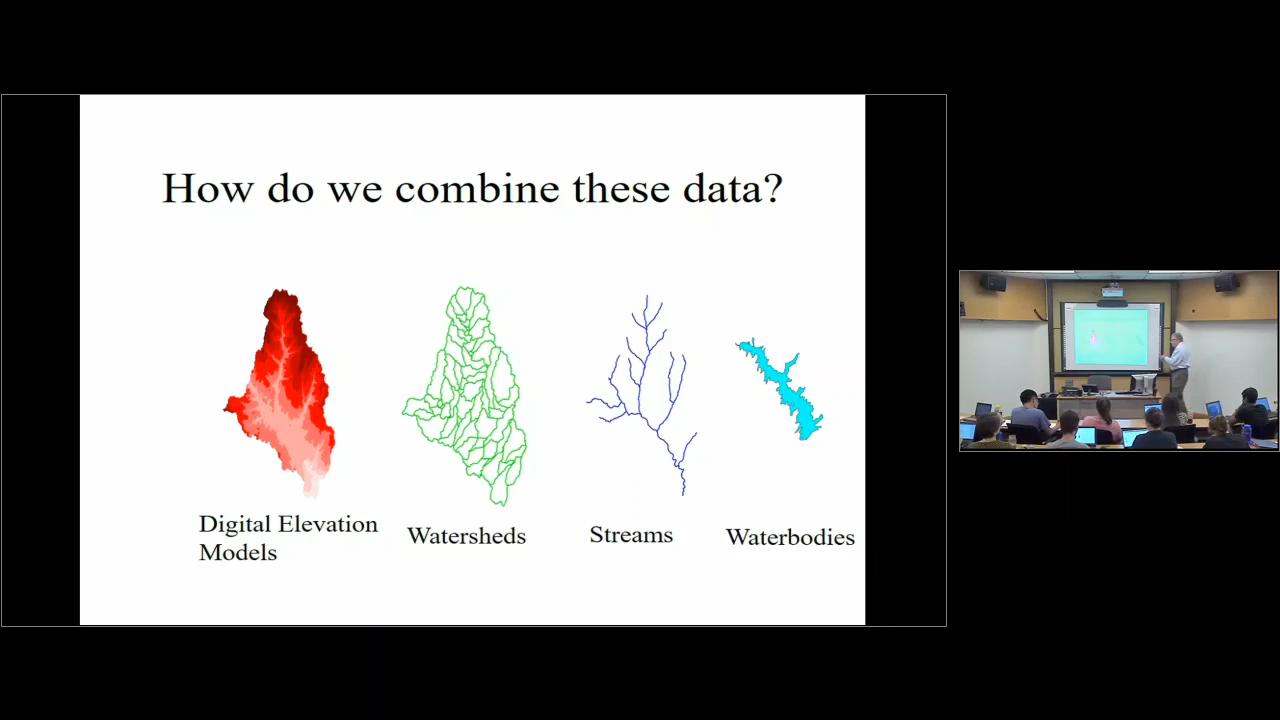 How do we combine these data?
Digital Elevation
Models
Watersheds
Streams
Waterbodies